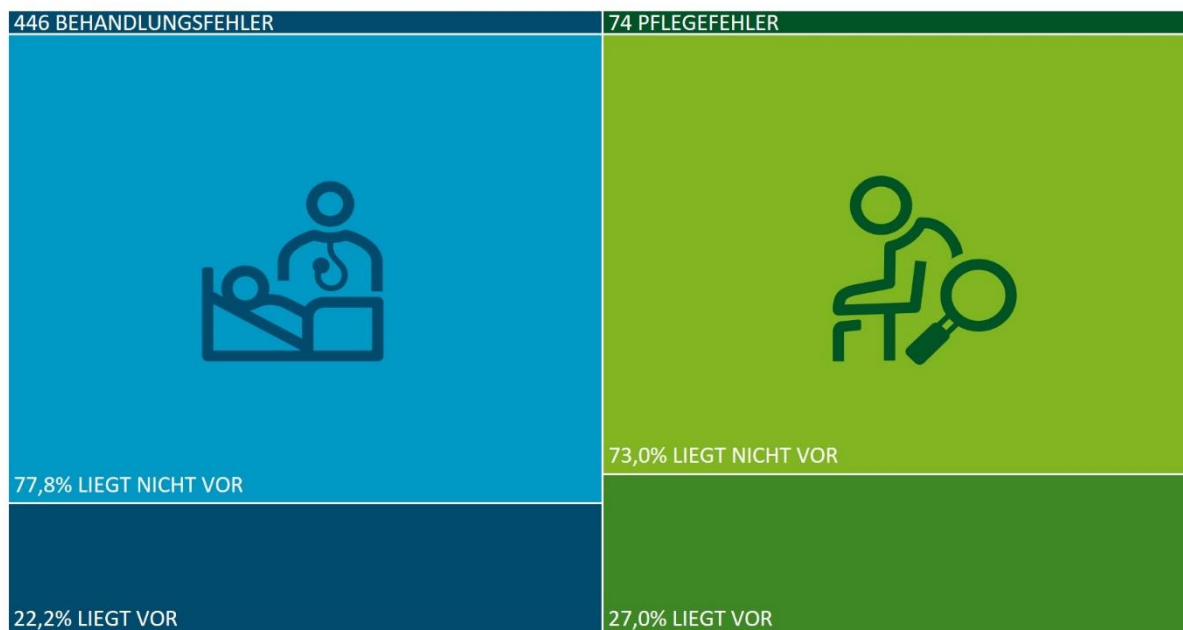 446 BEHANDLUNGSFEHLER
77,8% LIEGT NICHT VOR
22,2% LIEGT VOR
74 PFLEGEFEHLER
73,0% LIEGT NICHT VOR
27,0% LIEGT VOR